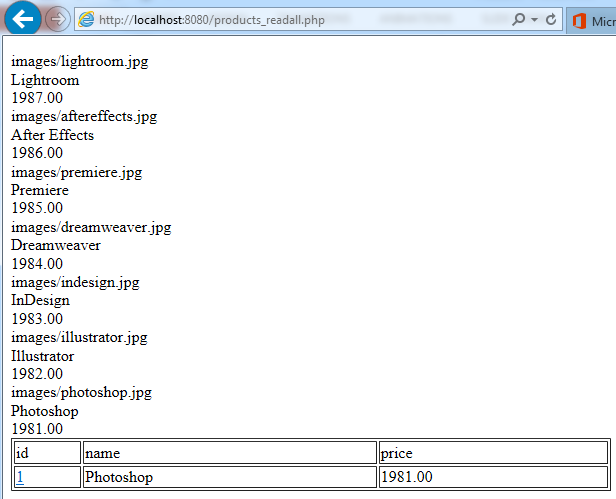 http://localhost:8080/products_readall.php
Micr
images/lightroom.jpg
Lightroom
1987.00
images/aftereffects.jpg
After Effects
1986.00
images/premiere.jpg
Premiere
1985.00
images/dreamweaver.jpg
Dreamweaver
1984.00
images/indesign.jpg
InDesign
1983.00
images/illustrator.jpg
Illustrator
1982.00
images/photoshop.jpg
Photoshop
1981.00
id name price
1 Photoshop 1981.00